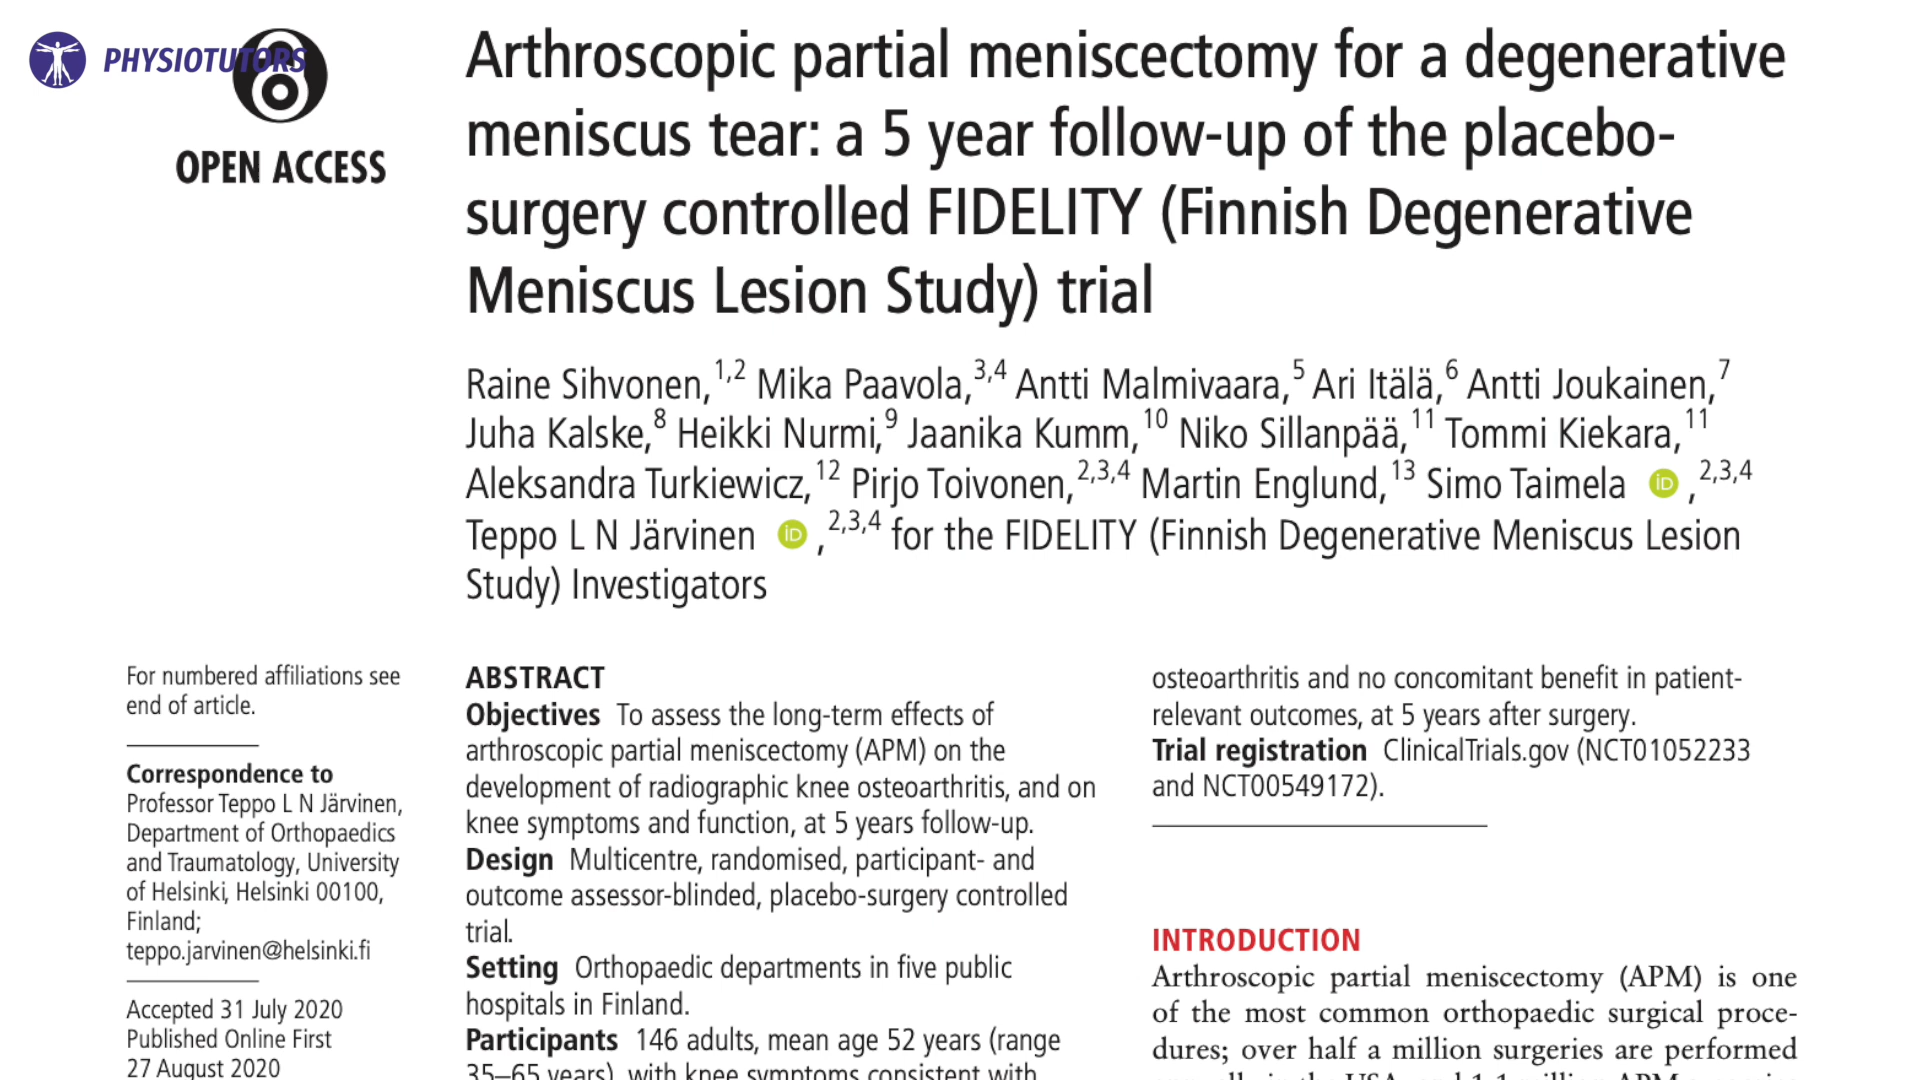 PHYSIOTUTORS
OPEN ACCESS
Arthroscopic partial meniscectomy for a degenerative
meniscus tear: a 5 year follow-up of the placebo-
surgery controlled FIDELITY (Finnish Degenerative
Meniscus Lesion Study) trial
Raine Sihvonen,1,2 Mika Paavola,3,4 Antti Malmivaara,5 Ari Itälä,6 Antti Joukainen,7
Juha Kalske,8 Heikki Nurmi,9 Jaanika Kumm,10 Niko Sillanpää,11 Tommi Kiekara,11
Aleksandra Turkiewicz,12 Pirjo Toivonen,2,3,4 Martin Englund,13 Simo Taimela iD ,2,3,4
Teppo L N Järvinen iD ,2,3,4 for the FIDELITY (Finnish Degenerative Meniscus Lesion
Study) Investigators
For numbered affiliations see
end of article.
Correspondence to
Professor Teppo L N Järvinen,
Department of Orthopaedics
and Traumatology, University
of Helsinki, Helsinki 00100,
Finland;
teppo.jarvinen@helsinki.fi
Accepted 31 July 2020
Published Online First
27 August 2020
ABSTRACT
Objectives To assess the long-term effects of
arthroscopic partial meniscectomy (APM) on the
development of radiographic knee osteoarthritis, and on
knee symptoms and function, at 5 years follow-up.
Design Multicentre, randomised, participant- and
outcome assessor-blinded, placebo-surgery controlled
trial.
Setting Orthopaedic departments in five public
hospitals in Finland.
Participants 146 adults, mean age 52 years (range
35–65 years), with knee symptoms consistent with
osteoarthritis and no concomitant benefit in patient-
relevant outcomes, at 5 years after surgery.
Trial registration ClinicalTrials.gov (NCT01052233
and NCT00549172).
INTRODUCTION
Arthroscopic partial meniscectomy (APM) is one
of the most common orthopaedic surgical proce-
dures; over half a million surgeries are performed